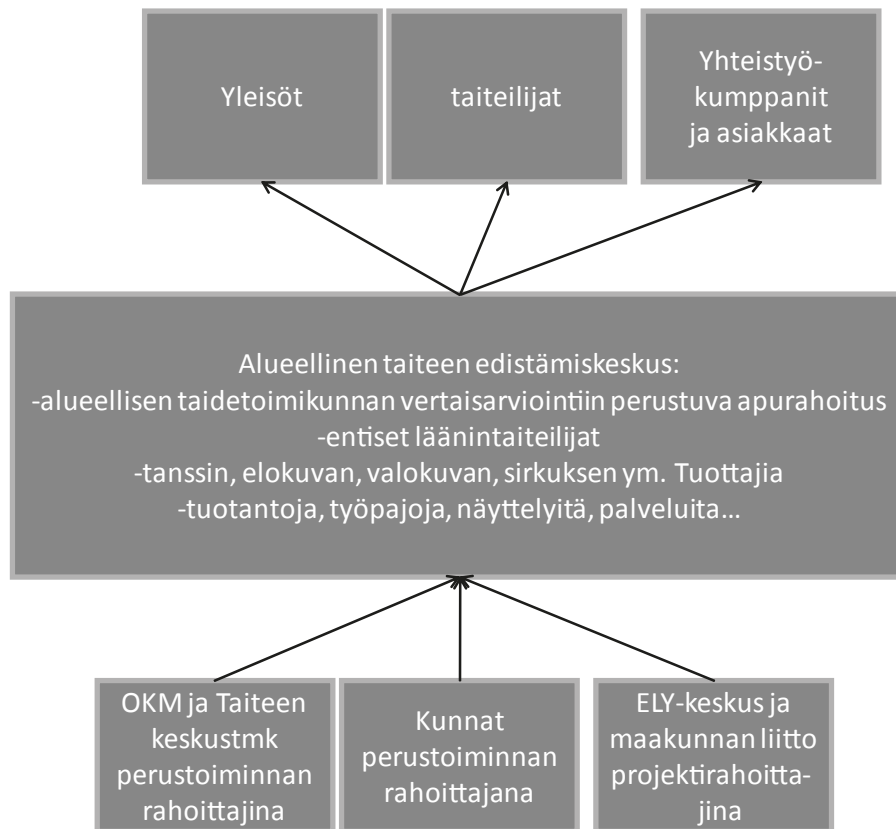 Yleisöt
taiteilijat
Yhteistyö-
kumppanit
ja asiakkaat
Alueellinen taiteen edistämiskeskus:
-alueellisen taidetoimikunnan vertaisarviointiin perustuva apurahoitus
-entiset läänintaiteilijat
-tanssin, elokuvan, valokuvan, sirkuksen ym. Tuottajia
-tuotantoja, työpajoja, näyttelyitä, palveluita...
OKM ja Taiteen
keskustmk
perustoiminnan
rahoittajina
Kunnat
perustoiminnan
rahoittajana
ELY-keskus ja
maakunnan liitto
projektirahoitta-
jina